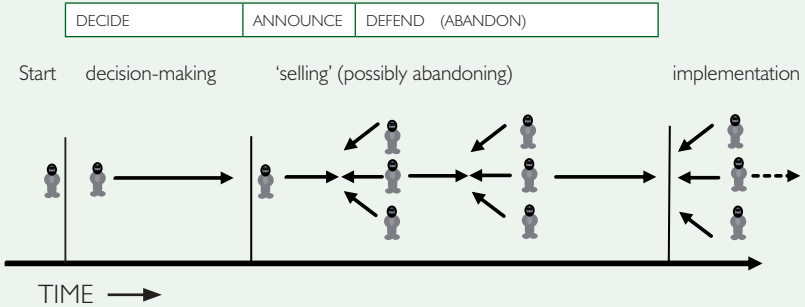 DECIDE ANNOUNCE DEFEND (ABANDON)
Start decision-making ‘selling’ (possibly abandoning) implementation
TIME